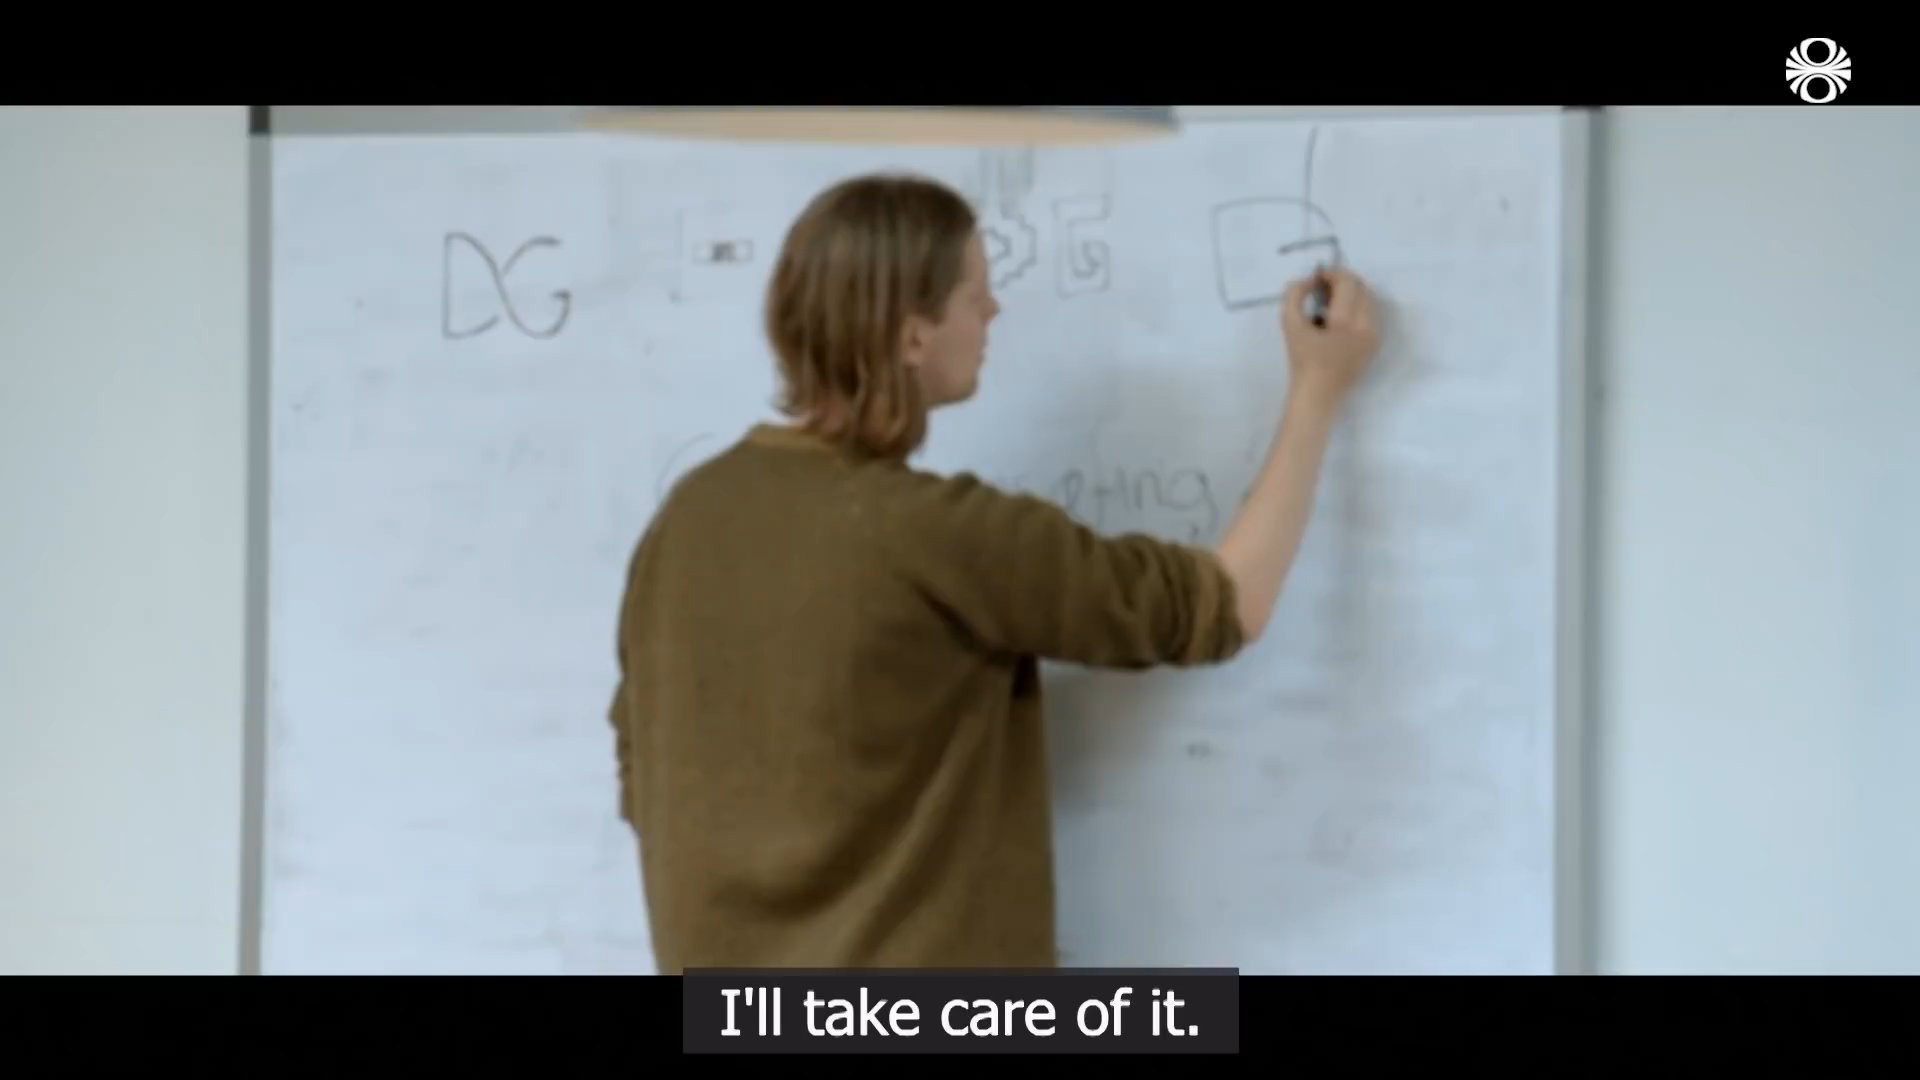 DG
G
I'll take care of it.